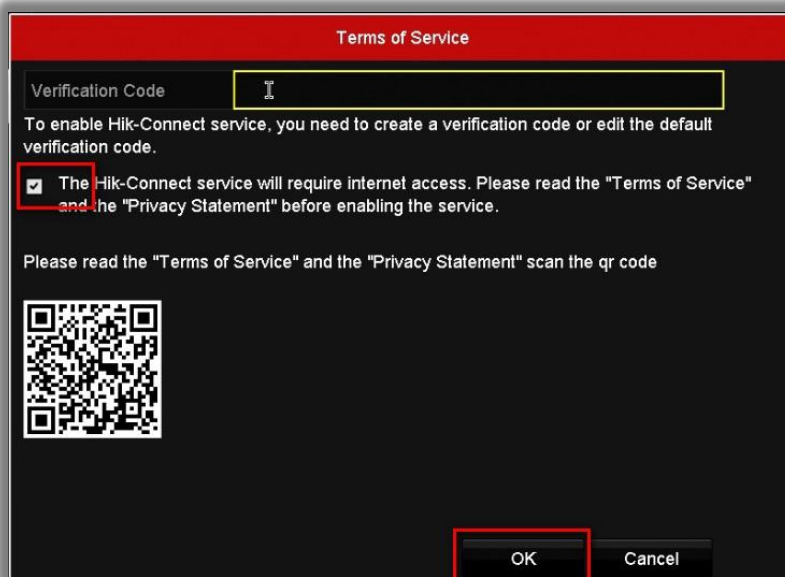 Terms of Service
Verification Code
To enable Hik-Connect service, you need to create a verification code or edit the default
verification code.
The Hik-Connect service will require internet access. Please read the "Terms of Service"
and the "Privacy Statement" before enabling the service.
Please read the "Terms of Service" and the "Privacy Statement" scan the qr code
OK
Cancel